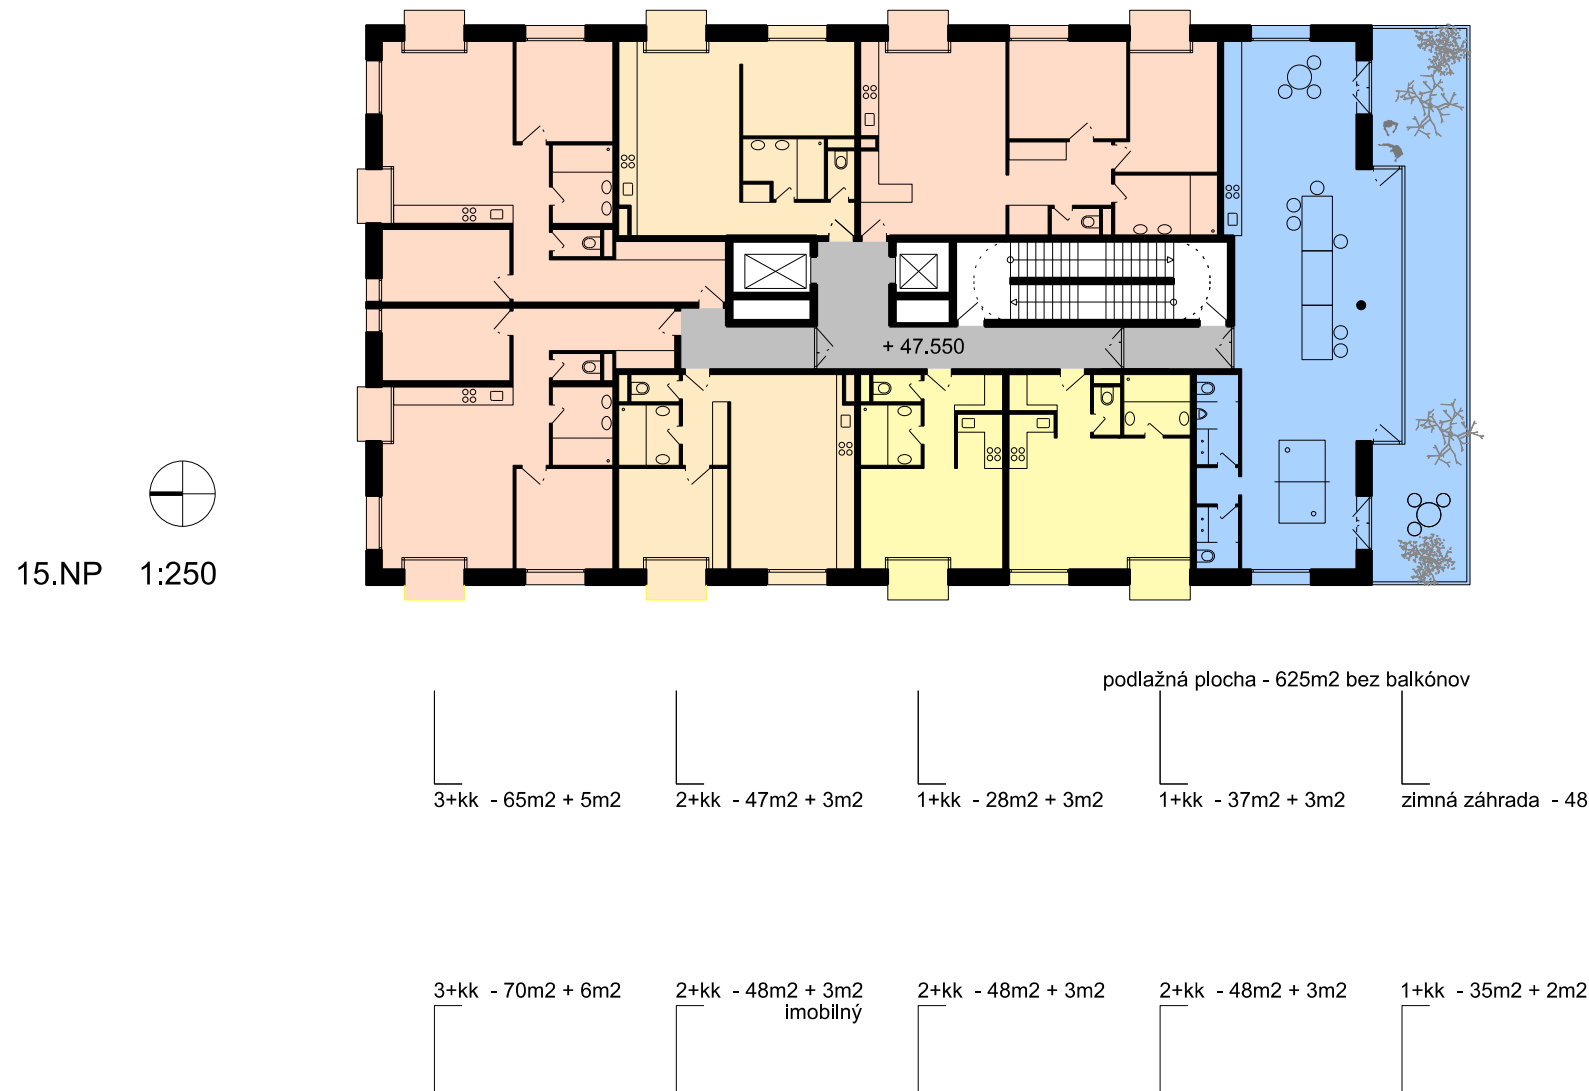 + 47.550
15.NP 1:250
podlažná plocha - 625m2 bez balkónov
3+kk - 65m2 + 5m2
2+kk - 47m2 + 3m2
1+kk - 28m2 + 3m2
1+kk - 37m2 + 3m2
zimná záhrada - 48
3+kk - 70m2 + 6m2
2+kk - 48m2 + 3m2
imobilný
2+kk - 48m2 + 3m2
2+kk - 48m2 + 3m2
1+kk - 35m2 + 2m2